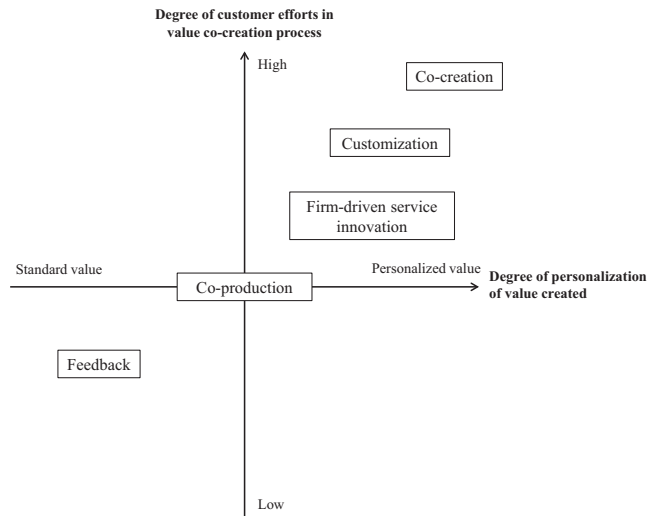 Degree of customer efforts in
value co-creation process
High
Co-creation
Customization
Firm-driven service
innovation
Standard value
Personalized value
Degree of personalization
of value created
Co-production
Feedback
Low